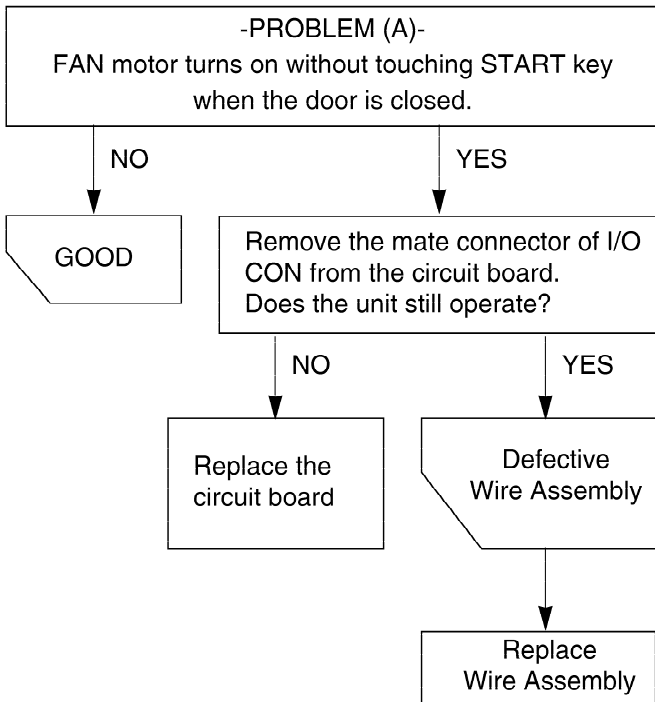 -PROBLEM (A)-
FAN motor turns on without touching START key
when the door is closed.
NO
YES
GOOD
Remove the mate connector of I/O
CON from the circuit board.
Does the unit still operate?
NO
YES
Replace the
circuit board
Defective
Wire Assembly
Replace
Wire Assembly